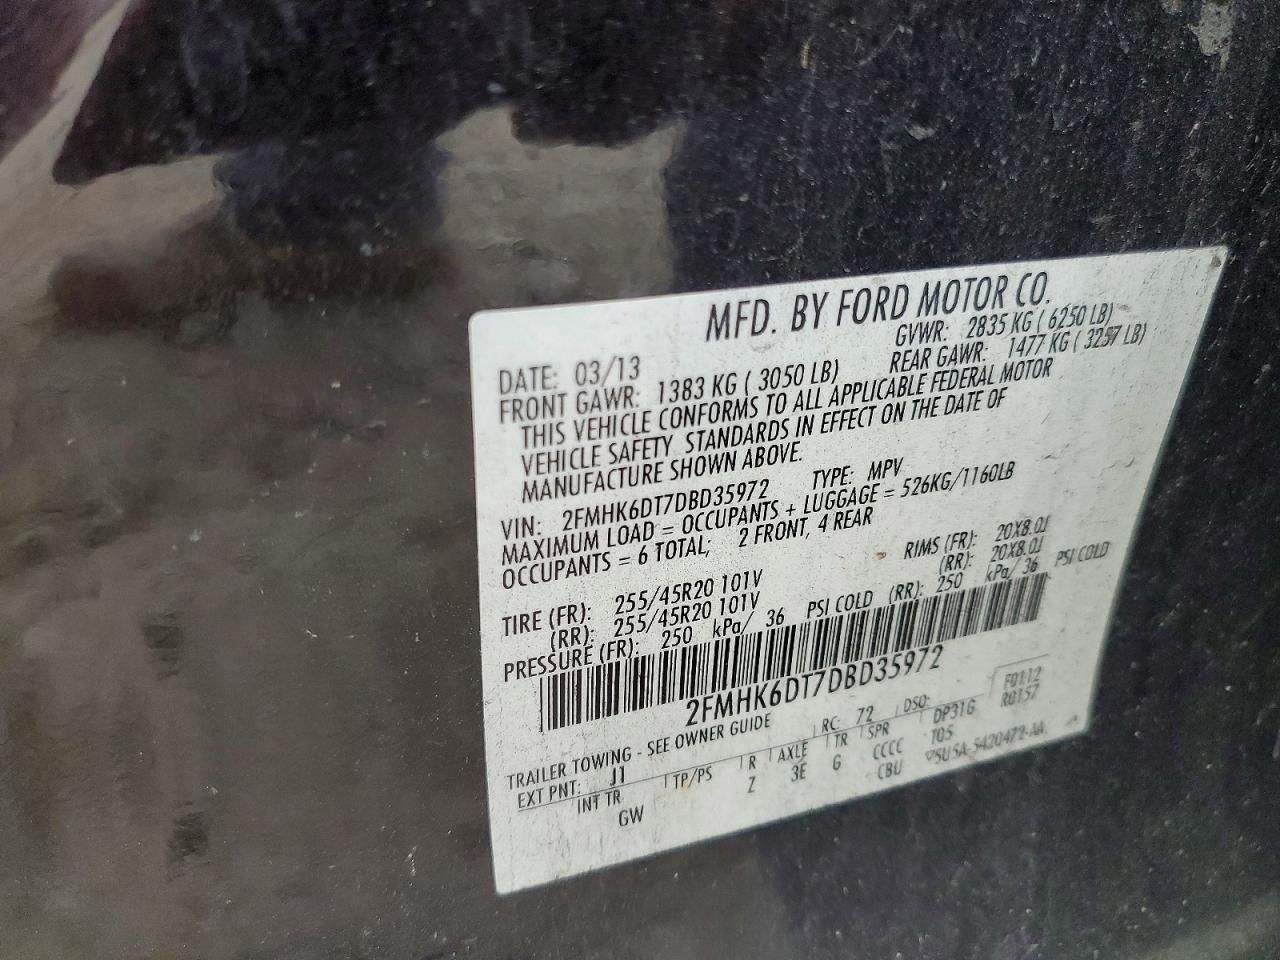 MFD. BY FORD MOTOR CO.
DATE: 03/13 GVWR: 2835 KG ( 6250 LB)
FRONT GAWR: 1383 KG ( 3050 LB) REAR GAWR: 1477 KG ( 3257 LB)
THIS VEHICLE CONFORMS TO ALL APPLICABLE FEDERAL MOTOR
VEHICLE SAFETY STANDARDS IN EFFECT ON THE DATE OF
MANUFACTURE SHOWN ABOVE.
VIN: 2FMHK6DT7DBD35972 TYPE: MPV
MAXIMUM LOAD = OCCUPANTS + LUGGAGE = 526KG/1160LB
OCCUPANTS = 6 TOTAL; 2 FRONT, 4 REAR
TIRE (FR): 255/45R20 101V RIMS (FR): 20X8.0J
(RR): 255/45R20 101V (RR): 20X8.0J
PRESSURE (FR): 250 kPa/ 36 PSI COLD (RR): 250 kPa/ 36 PSI COLD
2FMHK6DT7DBD35972
F0112
R0157
TRAILER TOWING - SEE OWNER GUIDE RC: 72 DSO:
EXT PNT: J1 R AXLE TR SPR DP31G
INT TR TP/PS Z 3E G CCCC T05
GW CBU 5U5A-5420472-AA